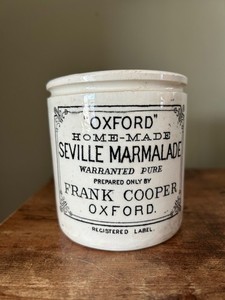 "OXFORD"
HOME-MADE
SEVILLE MARMALADE
WARRANTED PURE
PREPARED ONLY BY
FRANK COOPER
OXFORD.
REGISTERED LABEL.